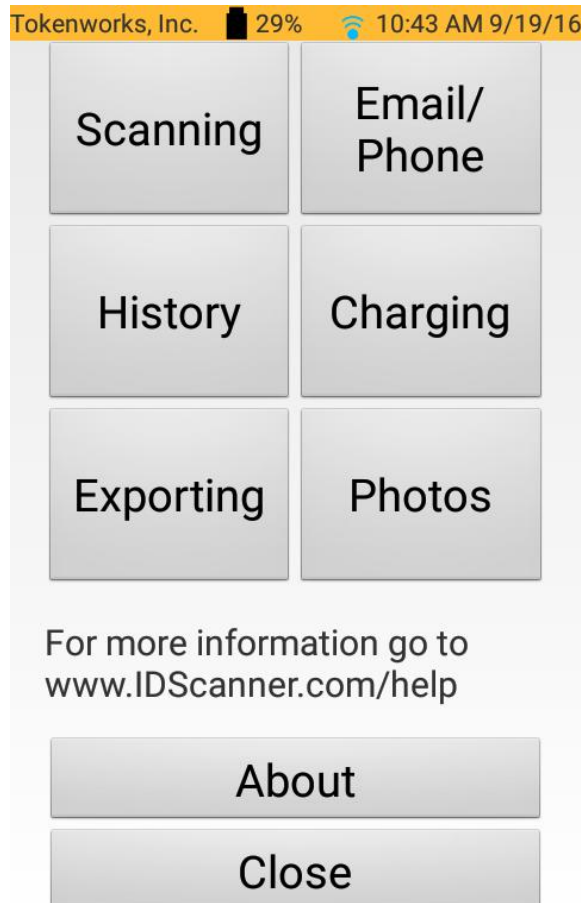 Tokenworks, Inc. 29% 10:43 AM 9/19/16
Scanning
Email/
Phone
History
Charging
Exporting
Photos
For more information go to
www.IDScanner.com/help
About
Close